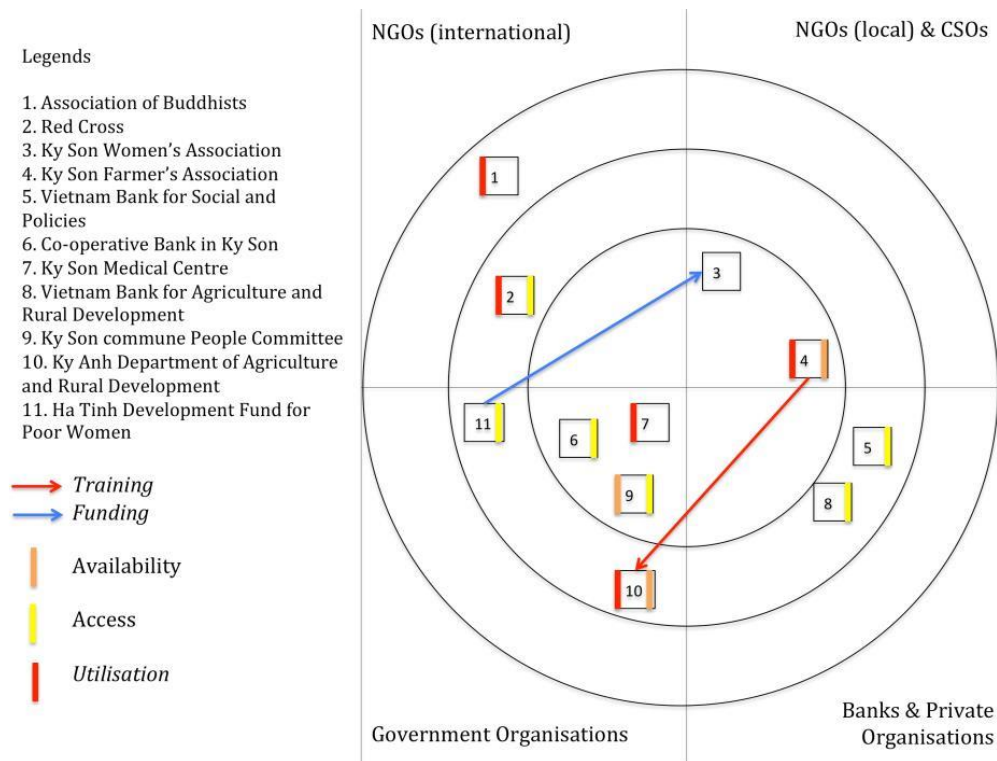 NGOs (international)
NGOs (local) & CSOs
Legends
1. Association of Buddhists
2. Red Cross
3. Ky Son Women's Association
4. Ky Son Farmer's Association
5. Vietnam Bank for Social and
Policies
6. Co-operative Bank in Ky Son
7. Ky Son Medical Centre
8. Vietnam Bank for Agriculture and
Rural Development
9. Ky Son commune People Committee
10. Ky Anh Department of Agriculture
and Rural Development
11. Ha Tinh Development Fund for
Poor Women
Training
Funding
Availability
Access
Utilisation
1
2
3
4
11
6
7
5
9
8
10
Government Organisations
Banks & Private
Organisations